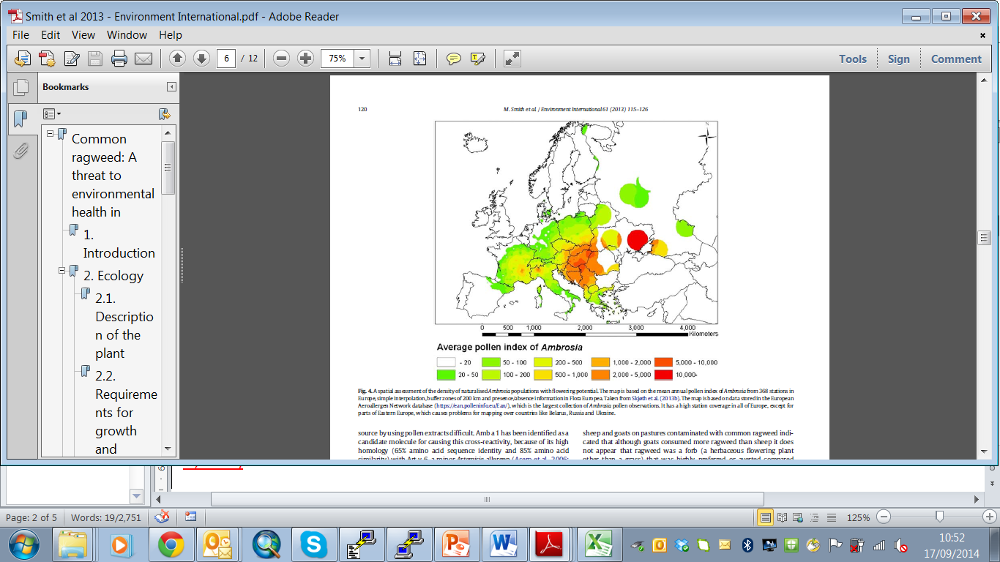 Smith et al 2013 - Environment International.pdf - Adobe Reader
File Edit View Window Help
6 / 12 75% Tools Sign Comment
Bookmarks
Common
ragweed: A
threat to
environmental
health in
1.
Introduction
2. Ecology
2.1.
Descriptio
n of the
plant
2.2.
Requireme
nts for
growth
and
120 M. Smith et al. / Environment International 61 (2013) 115–126
N
0 500 1,000 2,000 3,000 4,000
Kilometers
Average pollen index of Ambrosia
- 20 50 - 100 200 - 500 1,000 - 2,000 5,000 - 10,000
20 - 50 100 - 200 500 - 1,000 2,000 - 5,000 10,000-
Fig. 4. A spatial assessment of the density of naturalised Ambrosia populations with flowering potential. The map is based on the mean annual pollen index of Ambrosia from 368 stations in
Europe, simple interpolation, buffer zones of 200 km and presence/absence information in Flora Europea. Taken from Skjøth et al. (2013b). The map is based on data stored in the European
Aeroallergen Network database (https://ean.polleninfo.eu/Ean/), which is the largest collection of Ambrosia pollen observations. It has a high station coverage in all of Europe, except for
parts of Eastern Europe, which causes problems for mapping over countries like Belarus, Russia and Ukraine.
source by using pollen extracts difficult. Amb a 1 has been identified as a
candidate molecule for causing this cross-reactivity, because of its high
homology (65% amino acid sequence identity and 85% amino acid
similarity) with Art v 6, a minor Artemisia allergen (Asero et al., 2006;
sheep and goats on pastures contaminated with common ragweed indi-
cated that although goats consumed more ragweed than sheep it does
not appear that ragweed was a forb (a herbaceous flowering plant
other than a grass) that was highly preferred or averted compared
Page: 2 of 5 Words: 19/2,751 125%
10:52
17/09/2014